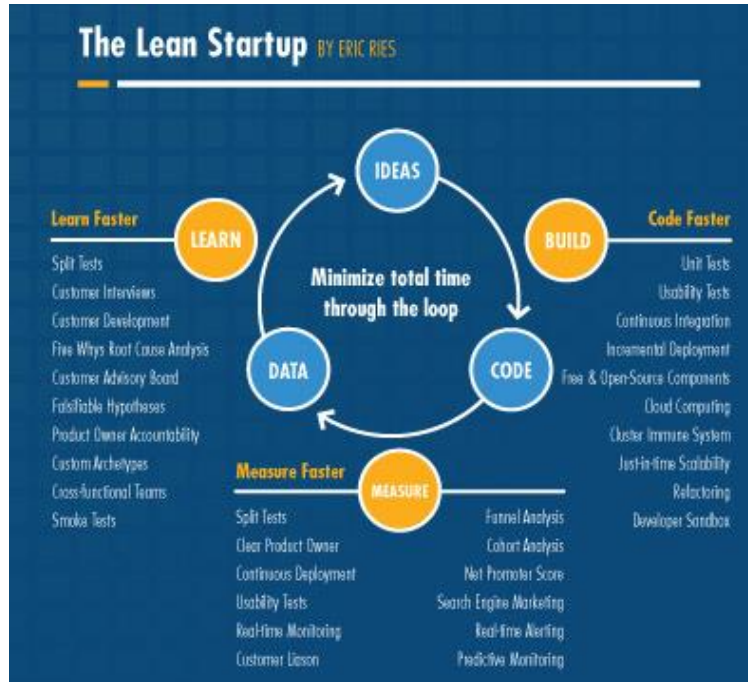 The Lean Startup BY ERIC RIES
IDEAS
Learn Faster
LEARN
Split Tests
Customer Interviews
Customer Development
Five Whys Root Cause Analysis
Customer Advisory Board
Falsifiable Hypotheses
Product Owner Accountability
Custom Archetypes
Cross-functional Teams
Smoke Tests
Minimize total time
through the loop
BUILD
Code Faster
Unit Tests
Usability Tests
Continuous Integration
Incremental Deployment
Free & Open-Source Components
Cloud Computing
Cluster Immune System
Just-in-time Scalability
Refactoring
Developer Sandbox
DATA
CODE
Measure Faster
MEASURE
Split Tests
Clear Product Owner
Continuous Deployment
Usability Tests
Real-time Monitoring
Customer Liason
Funnel Analysis
Cohort Analysis
Net Promoter Score
Search Engine Marketing
Real-time Alerting
Predictive Monitoring